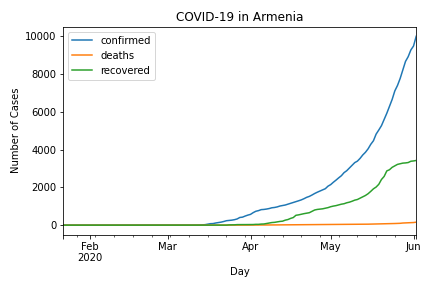 COVID-19 in Armenia
confirmed
deaths
recovered
Number of Cases
10000
8000
6000
4000
2000
0
Feb
2020
Mar
Apr
May
Jun
Day